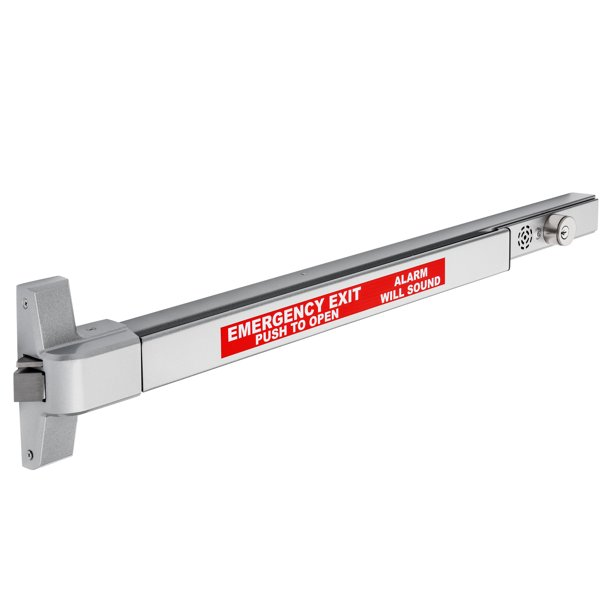 EMERGENCY EXIT
PUSH TO OPEN
ALARM
WILL SOUND